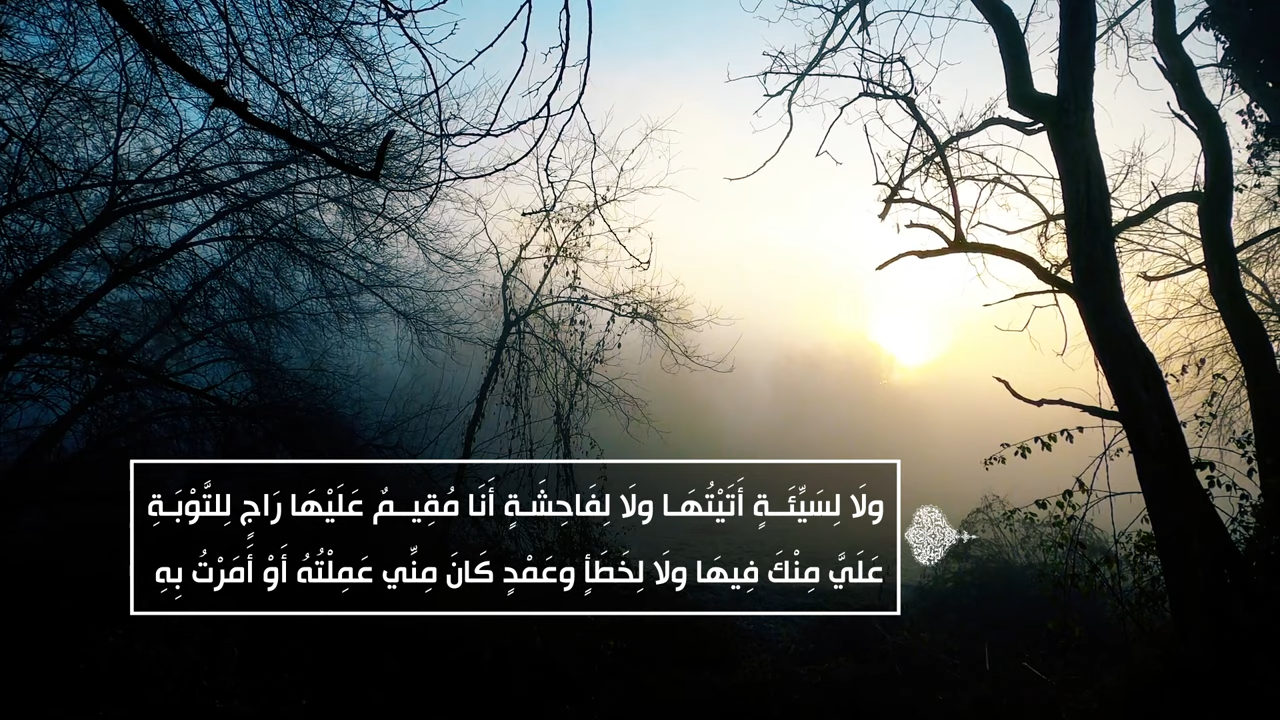 ولَا لِسَيِّئَـةٍ أَتَيْتُهَـا ولَا لِفَاحِشَـةٍ أَنَا مُقِيـمٌ عَلَيْهَا رَاجٍ لِلتَّوْبَـةِ
عَلَيَّ مِنْكَ فِيهَا ولَا لِخَطَأٍ وعَمْدٍ كَانَ مِنِّي عَمِلْتُهُ أَوْ أَمَرْتُ بِهِ